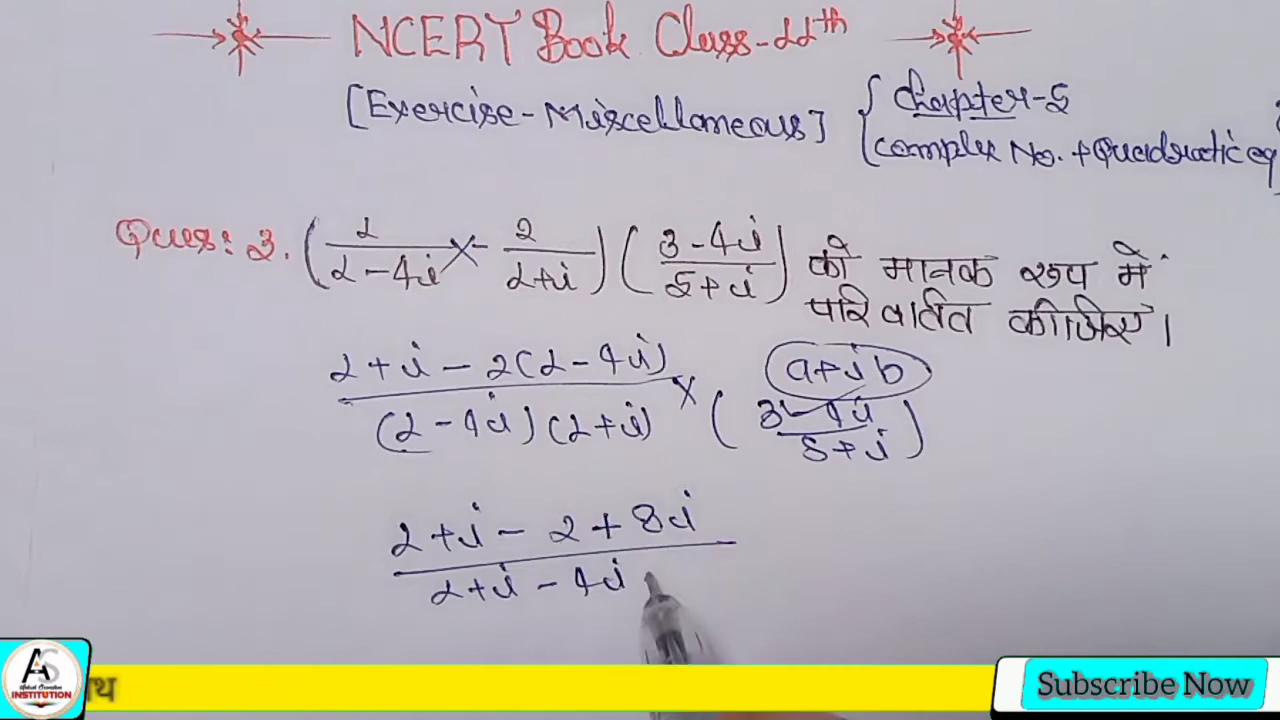 NCERT Book Class-11th
[Exercise-Miscellaneous] { Chapter-5
complex No. + Quadratic eq
Ques: 3. (1/(1-4i) × - 2/(1+i)) ((3-4i)/(5+i)) को मानक रूप में
परिवर्तित कीजिए।
a+ib
(1+i - 2(1-4i))/((1-4i)(1+i)) × ((3-4i)/(5+i))
1+i - 2 + 8i
1+i - 4i
AS
INSTITUTION
थ
Subscribe Now